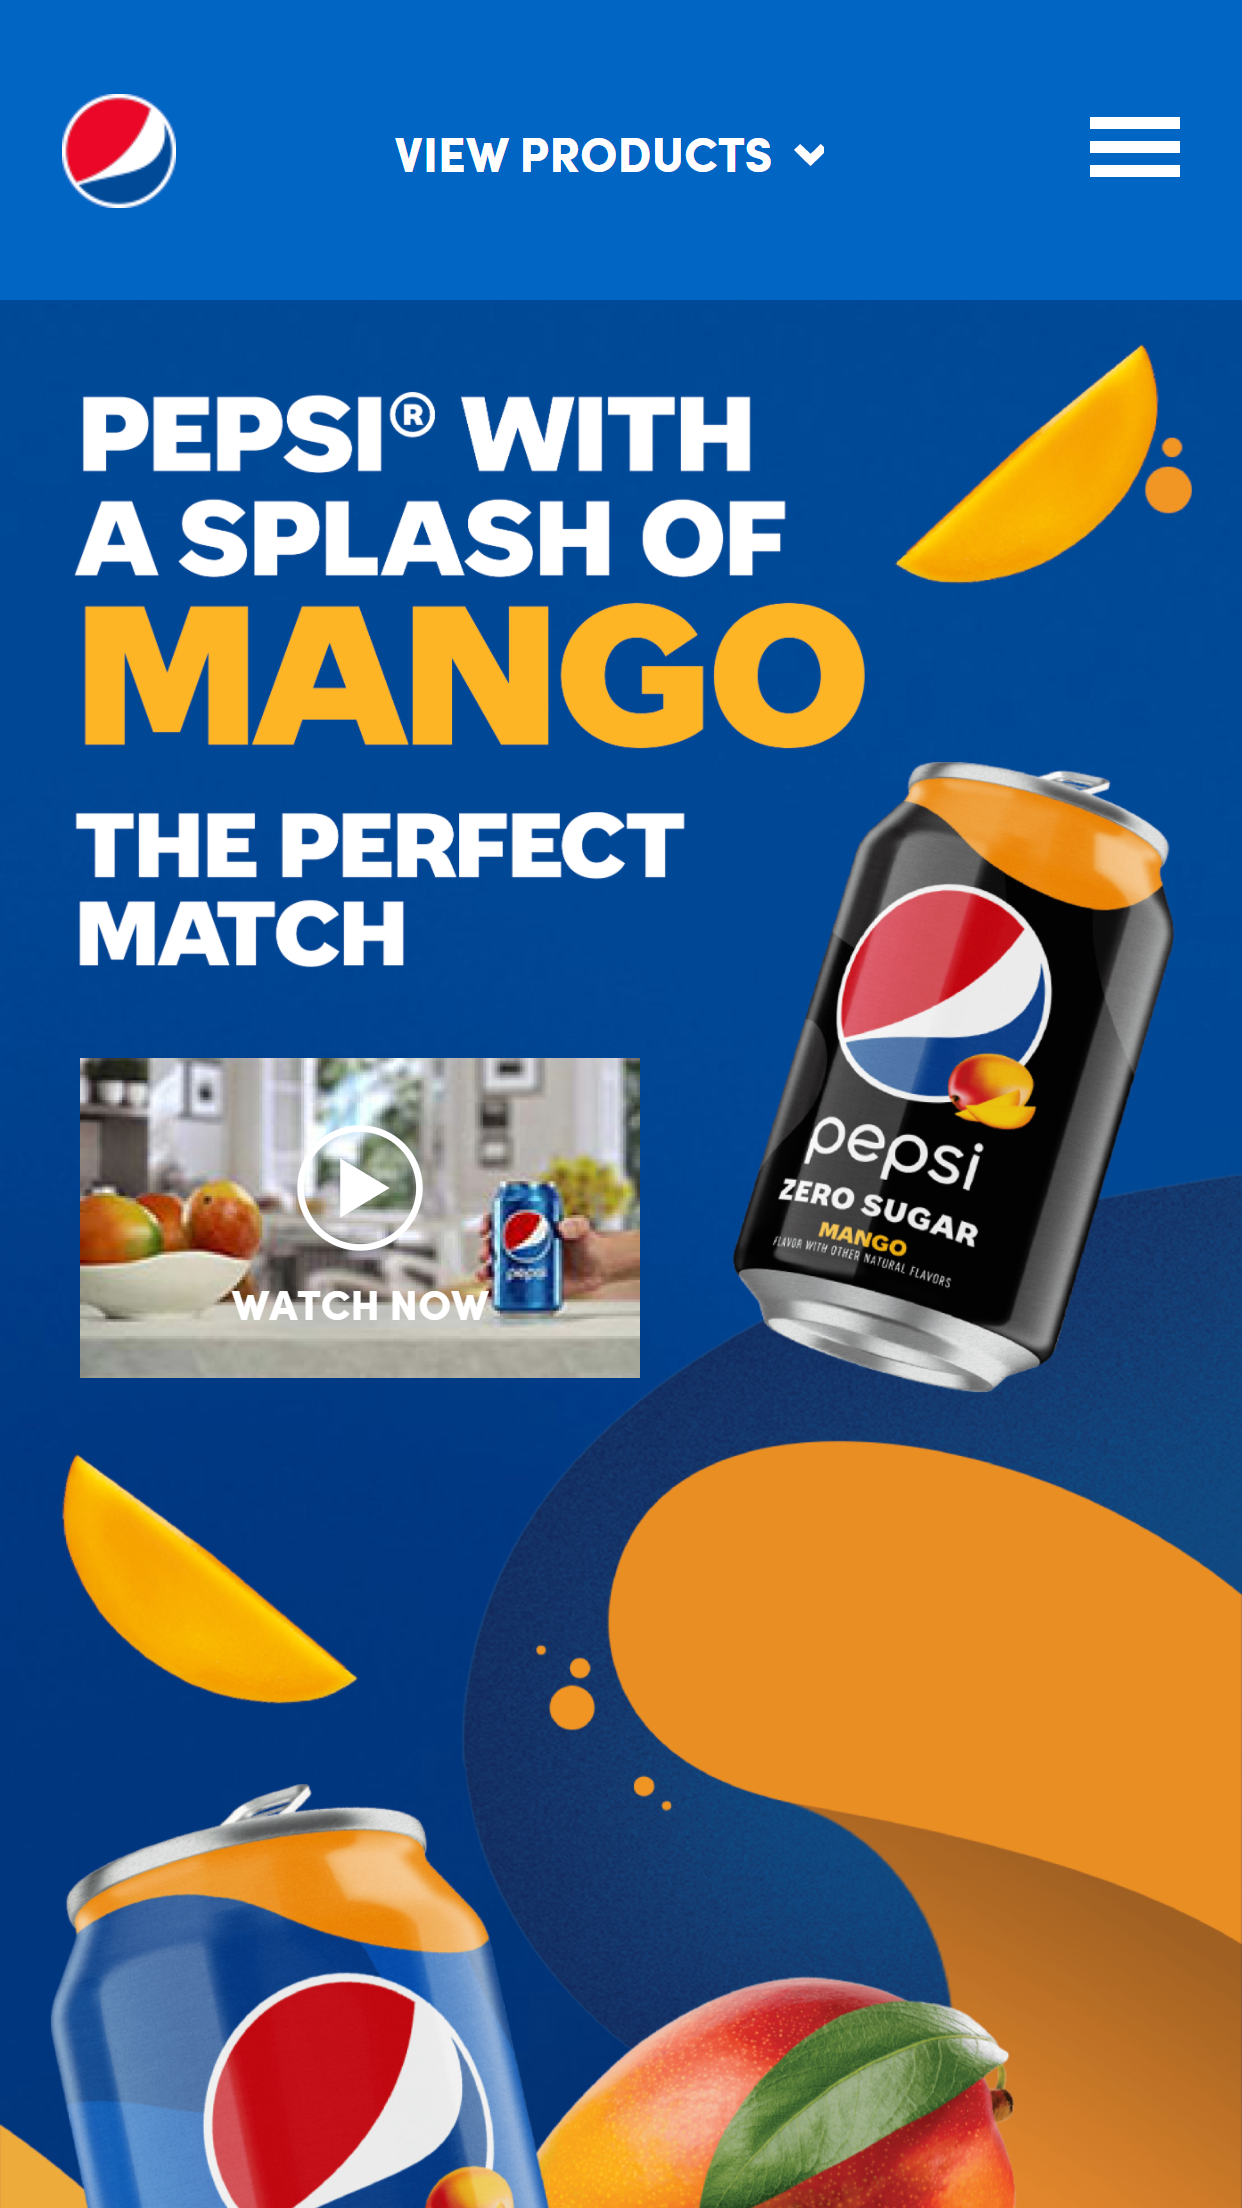 VIEW PRODUCTS
PEPSI® WITH
A SPLASH OF
MANGO
THE PERFECT
MATCH
pepsi
WATCH NOW
pepsi
ZERO SUGAR
MANGO
FLAVOR WITH OTHER NATURAL FLAVORS